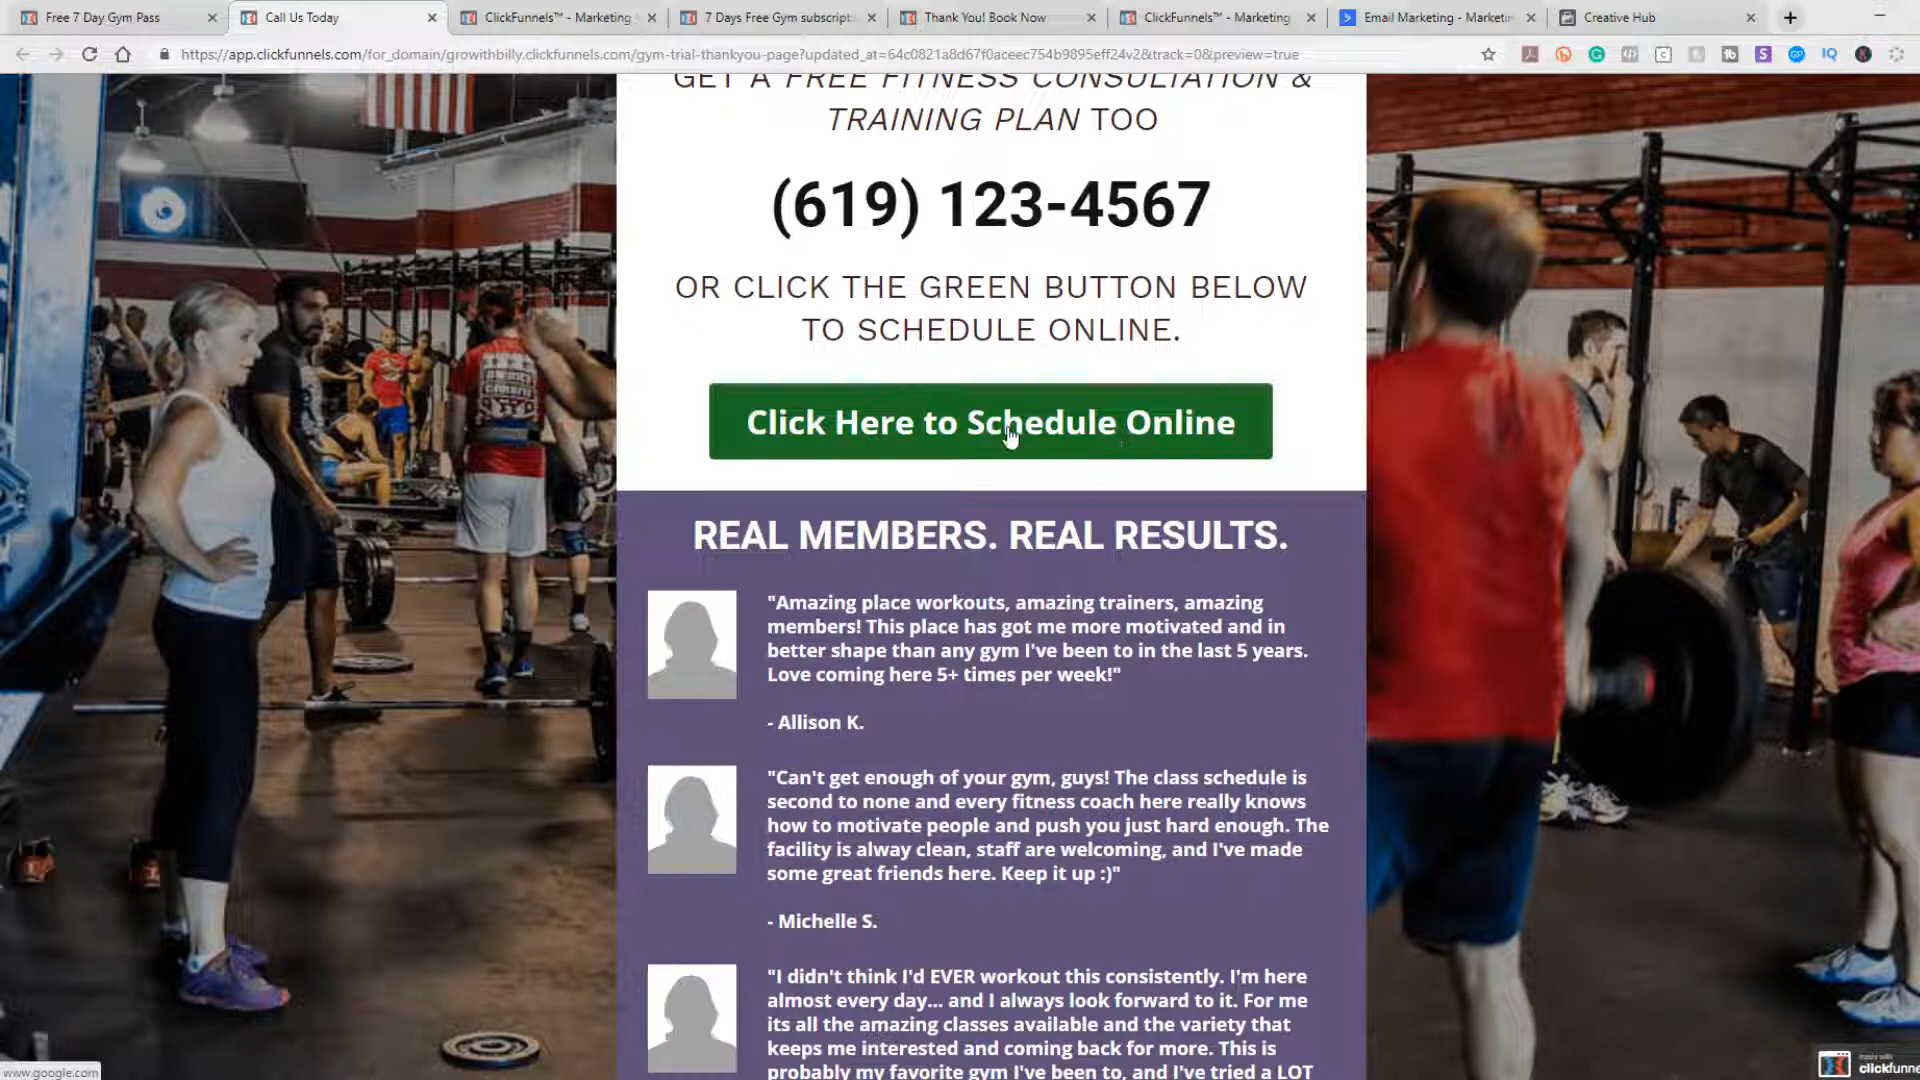 Free 7 Day Gym Pass
Call Us Today
ClickFunnels™ - Marketing
7 Days Free Gym subscript
Thank You! Book Now
ClickFunnels™ - Marketing
Email Marketing - Marketin
Creative Hub
https://app.clickfunnels.com/for_domain/growithbilly.clickfunnels.com/gym-trial-thankyou-page?updated_at=64c0821a8d67f0aceec754b9895eff24v2&track=0&preview=true
GET A FREE FITNESS CONSULTATION &
TRAINING PLAN TOO
(619) 123-4567
OR CLICK THE GREEN BUTTON BELOW
TO SCHEDULE ONLINE.
Click Here to Schedule Online
REAL MEMBERS. REAL RESULTS.
"Amazing place workouts, amazing trainers, amazing
members! This place has got me more motivated and in
better shape than any gym I've been to in the last 5 years.
Love coming here 5+ times per week!"
- Allison K.
"Can't get enough of your gym, guys! The class schedule is
second to none and every fitness coach here really knows
how to motivate people and push you just hard enough. The
facility is alway clean, staff are welcoming, and I've made
some great friends here. Keep it up :)"
- Michelle S.
"I didn't think I'd EVER workout this consistently. I'm here
almost every day... and I always look forward to it. For me
its all the amazing classes available and the variety that
keeps me interested and coming back for more. This is
probably my favorite gym I've been to, and I've tried a LOT
www.google.com
clickfunne